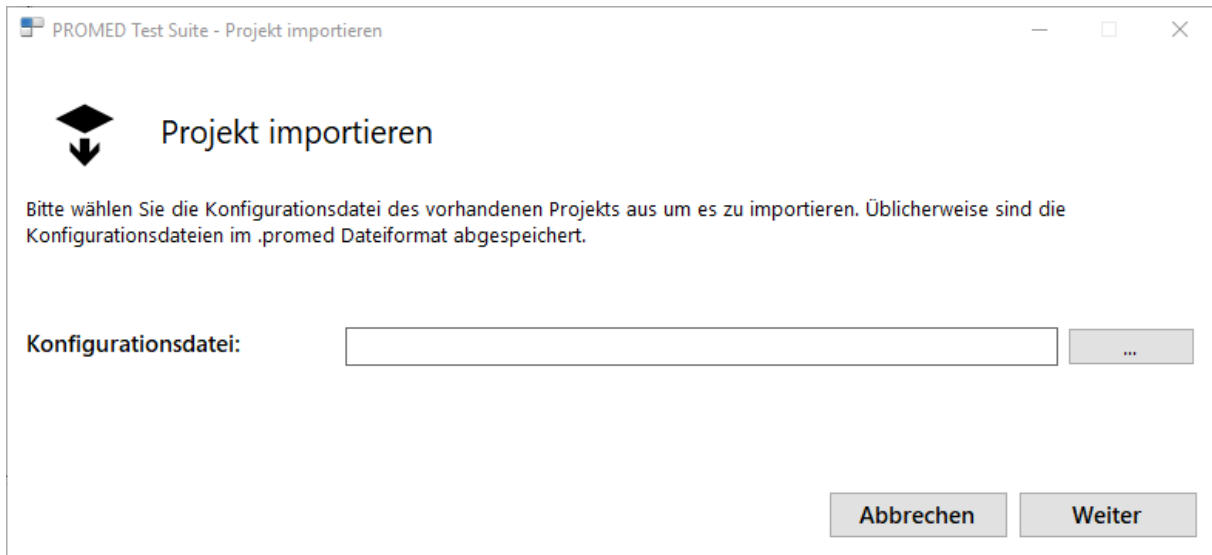 PROMED Test Suite - Projekt importieren
Projekt importieren
Bitte wählen Sie die Konfigurationsdatei des vorhandenen Projekts aus um es zu importieren. Üblicherweise sind die
Konfigurationsdateien im .promed Dateiformat abgespeichert.
Konfigurationsdatei:
...
Abbrechen
Weiter